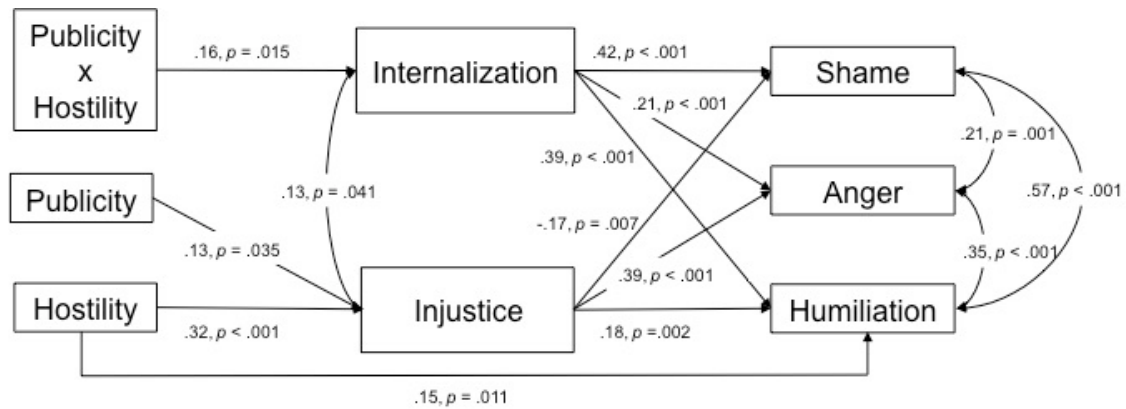 Publicity
x
Hostility
.16, p = .015
Internalization
.42, p < .001
Shame
.21, p < .001
.21, p = .001
.39, p < .001
Publicity
.13, p = .041
Anger
.57, p < .001
-.17, p = .007
.13, p = .035
.39, p < .001
.35, p < .001
Hostility
Injustice
Humiliation
.32, p < .001
.18, p =.002
.15, p = .011